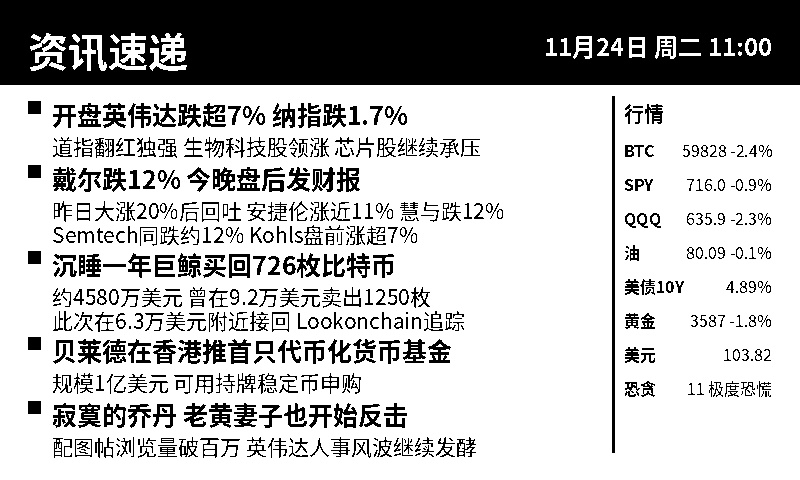 资讯速递
11月24日 周二 11:00
开盘英伟达跌超7% 纳指跌1.7%
道指翻红独强 生物科技股领涨 芯片股继续承压
戴尔跌12% 今晚盘后发财报
昨日大涨20%后回吐 安捷伦涨近11% 慧与跌12%
Semtech同跌约12% Kohls盘前涨超7%
沉睡一年巨鲸买回726枚比特币
约4580万美元 曾在9.2万美元卖出1250枚
此次在6.3万美元附近接回 Lookonchain追踪
贝莱德在香港推首只代币化货币基金
规模1亿美元 可用持牌稳定币申购
寂寞的乔丹 老黄妻子也开始反击
配图帖浏览量破百万 英伟达人事风波继续发酵
行情
BTC 59828 -2.4%
SPY 716.0 -0.9%
QQQ 635.9 -2.3%
油 80.09 -0.1%
美债10Y 4.89%
黄金 3587 -1.8%
美元 103.82
恐贪 11 极度恐慌